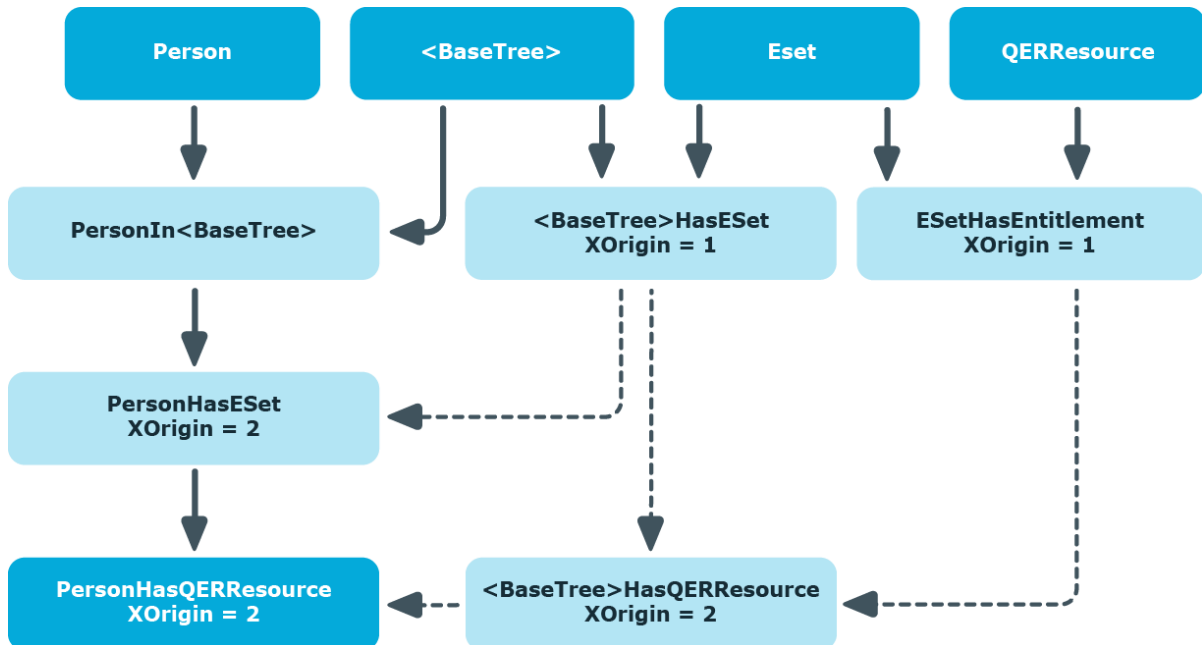 Person
<BaseTree>
Eset
QERResource
PersonIn<BaseTree>
<BaseTree>HasESet
XOrigin = 1
ESetHasEntitlement
XOrigin = 1
PersonHasESet
XOrigin = 2
PersonHasQERResource
XOrigin = 2
<BaseTree>HasQERResource
XOrigin = 2